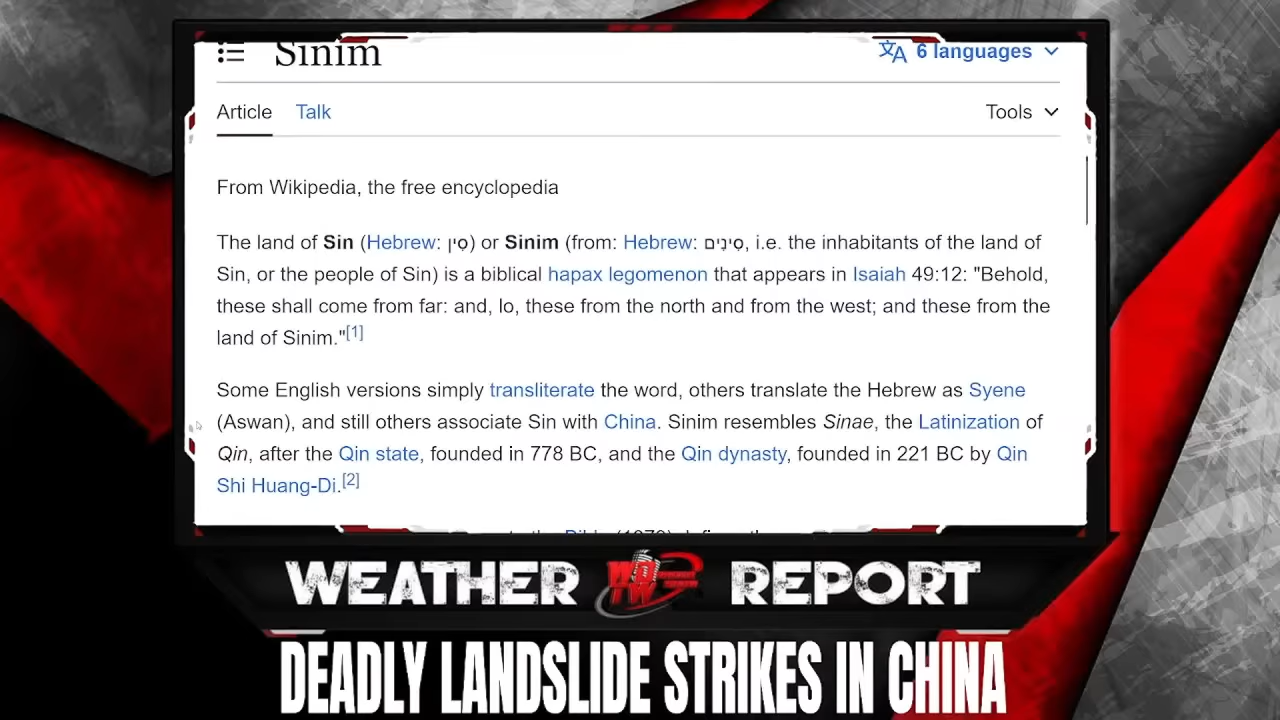 Sinim
6 languages
Article Talk
Tools
From Wikipedia, the free encyclopedia
The land of Sin (Hebrew: סִין) or Sinim (from: Hebrew: סִינִים, i.e. the inhabitants of the land of
Sin, or the people of Sin) is a biblical hapax legomenon that appears in Isaiah 49:12: "Behold,
these shall come from far: and, lo, these from the north and from the west; and these from the
land of Sinim."[1]
Some English versions simply transliterate the word, others translate the Hebrew as Syene
(Aswan), and still others associate Sin with China. Sinim resembles Sinae, the Latinization of
Qin, after the Qin state, founded in 778 BC, and the Qin dynasty, founded in 221 BC by Qin
Shi Huang-Di.[2]
WEATHER REPORT
DEADLY LANDSLIDE STRIKES IN CHINA